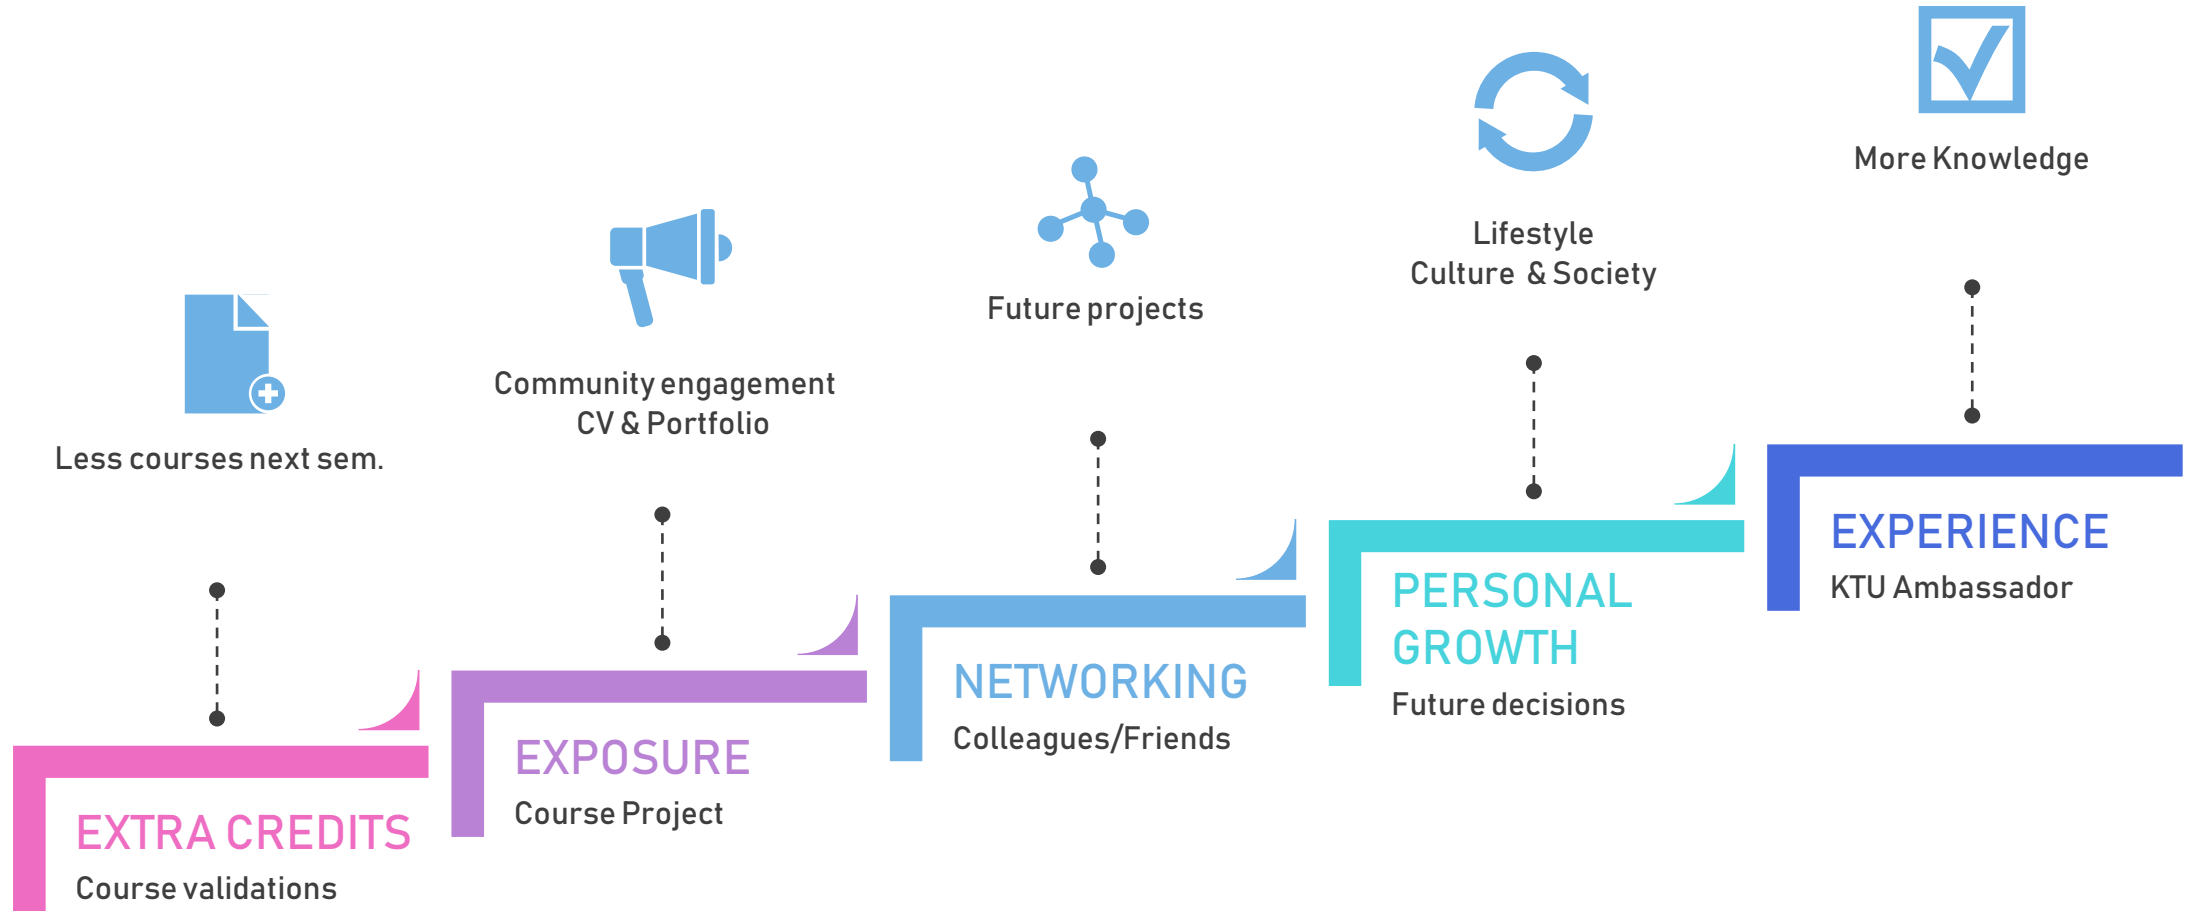 Less courses next sem.
EXTRA CREDITS
Course validations
Community engagement
CV & Portfolio
EXPOSURE
Course Project
Future projects
NETWORKING
Colleagues/Friends
Lifestyle
Culture & Society
PERSONAL
GROWTH
Future decisions
More Knowledge
EXPERIENCE
KTU Ambassador